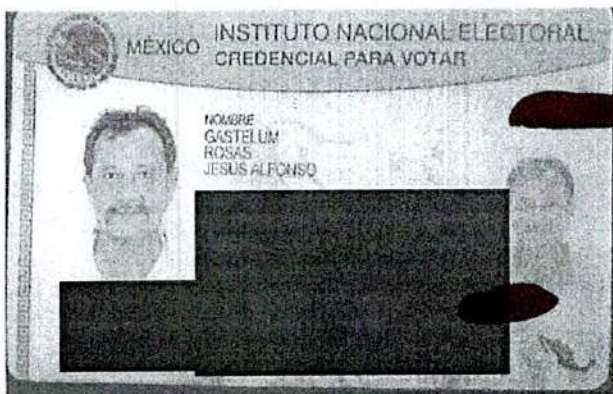 MÉXICO
INSTITUTO NACIONAL ELECTORAL
CREDENCIAL PARA VOTAR
NOMBRE
GASTELUM
ROSAS
JESUS ALFONSO